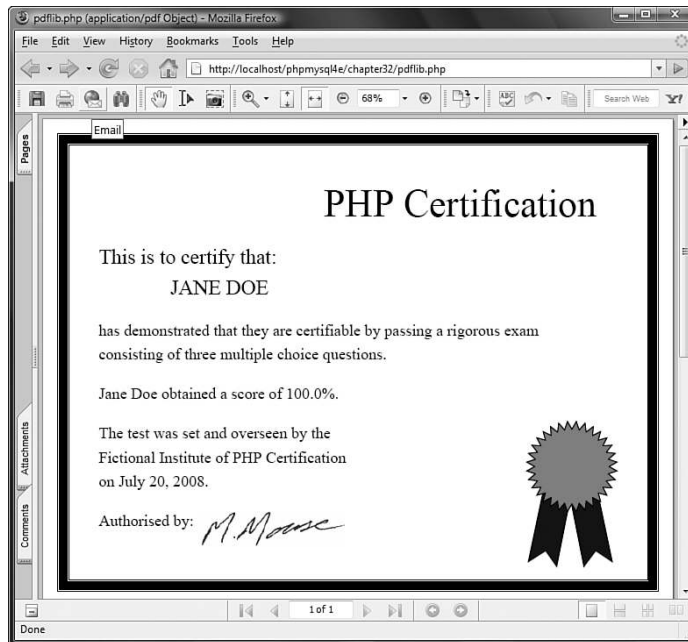 pdflib.php (application/pdf Object) - Mozilla Firefox
File Edit View History Bookmarks Tools Help
http://localhost/phpmysql4e/chapter32/pdflib.php
68% ABC Search Web Y!
Email
Pages
Attachments
Comments
PHP Certification
This is to certify that:
JANE DOE
has demonstrated that they are certifiable by passing a rigorous exam
consisting of three multiple choice questions.
Jane Doe obtained a score of 100.0%.
The test was set and overseen by the
Fictional Institute of PHP Certification
on July 20, 2008.
Authorised by: M. Mouse
1 of 1
Done